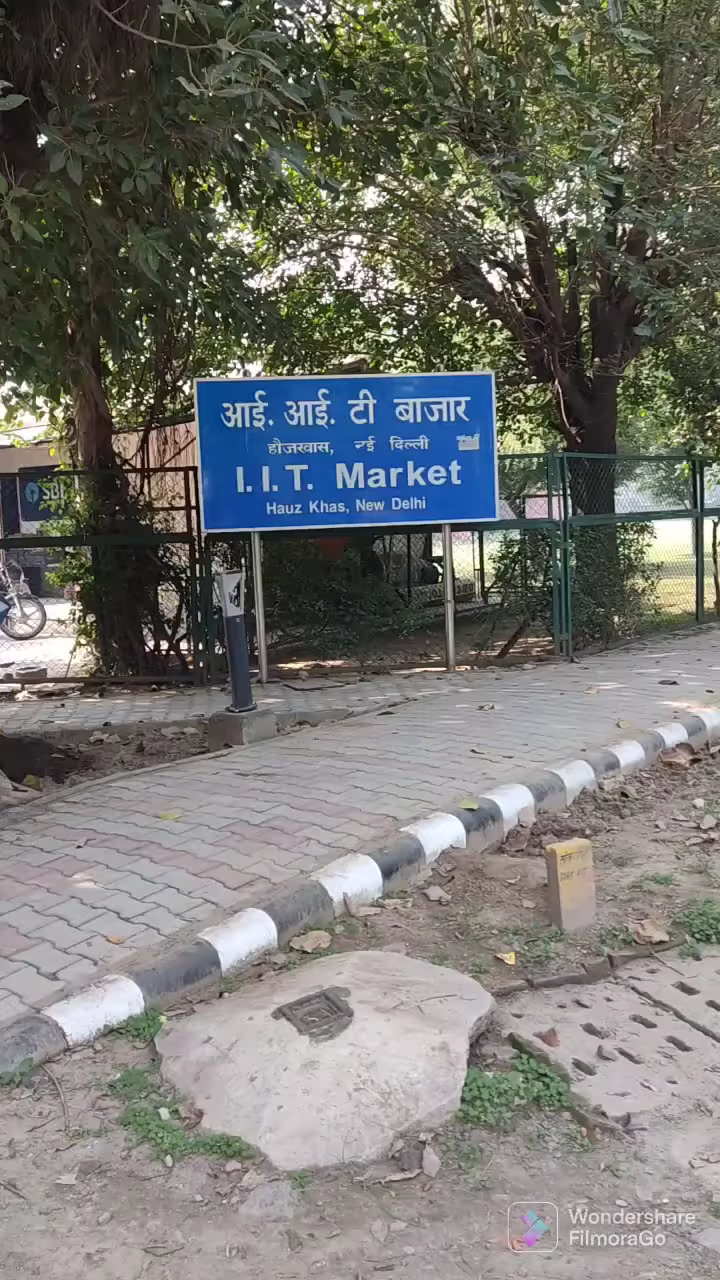 आई. आई. टी बाजार
हौजखास, नई दिल्ली
I.I.T. Market
Hauz Khas, New Delhi
SBI
Wondershare
FilmoraGo